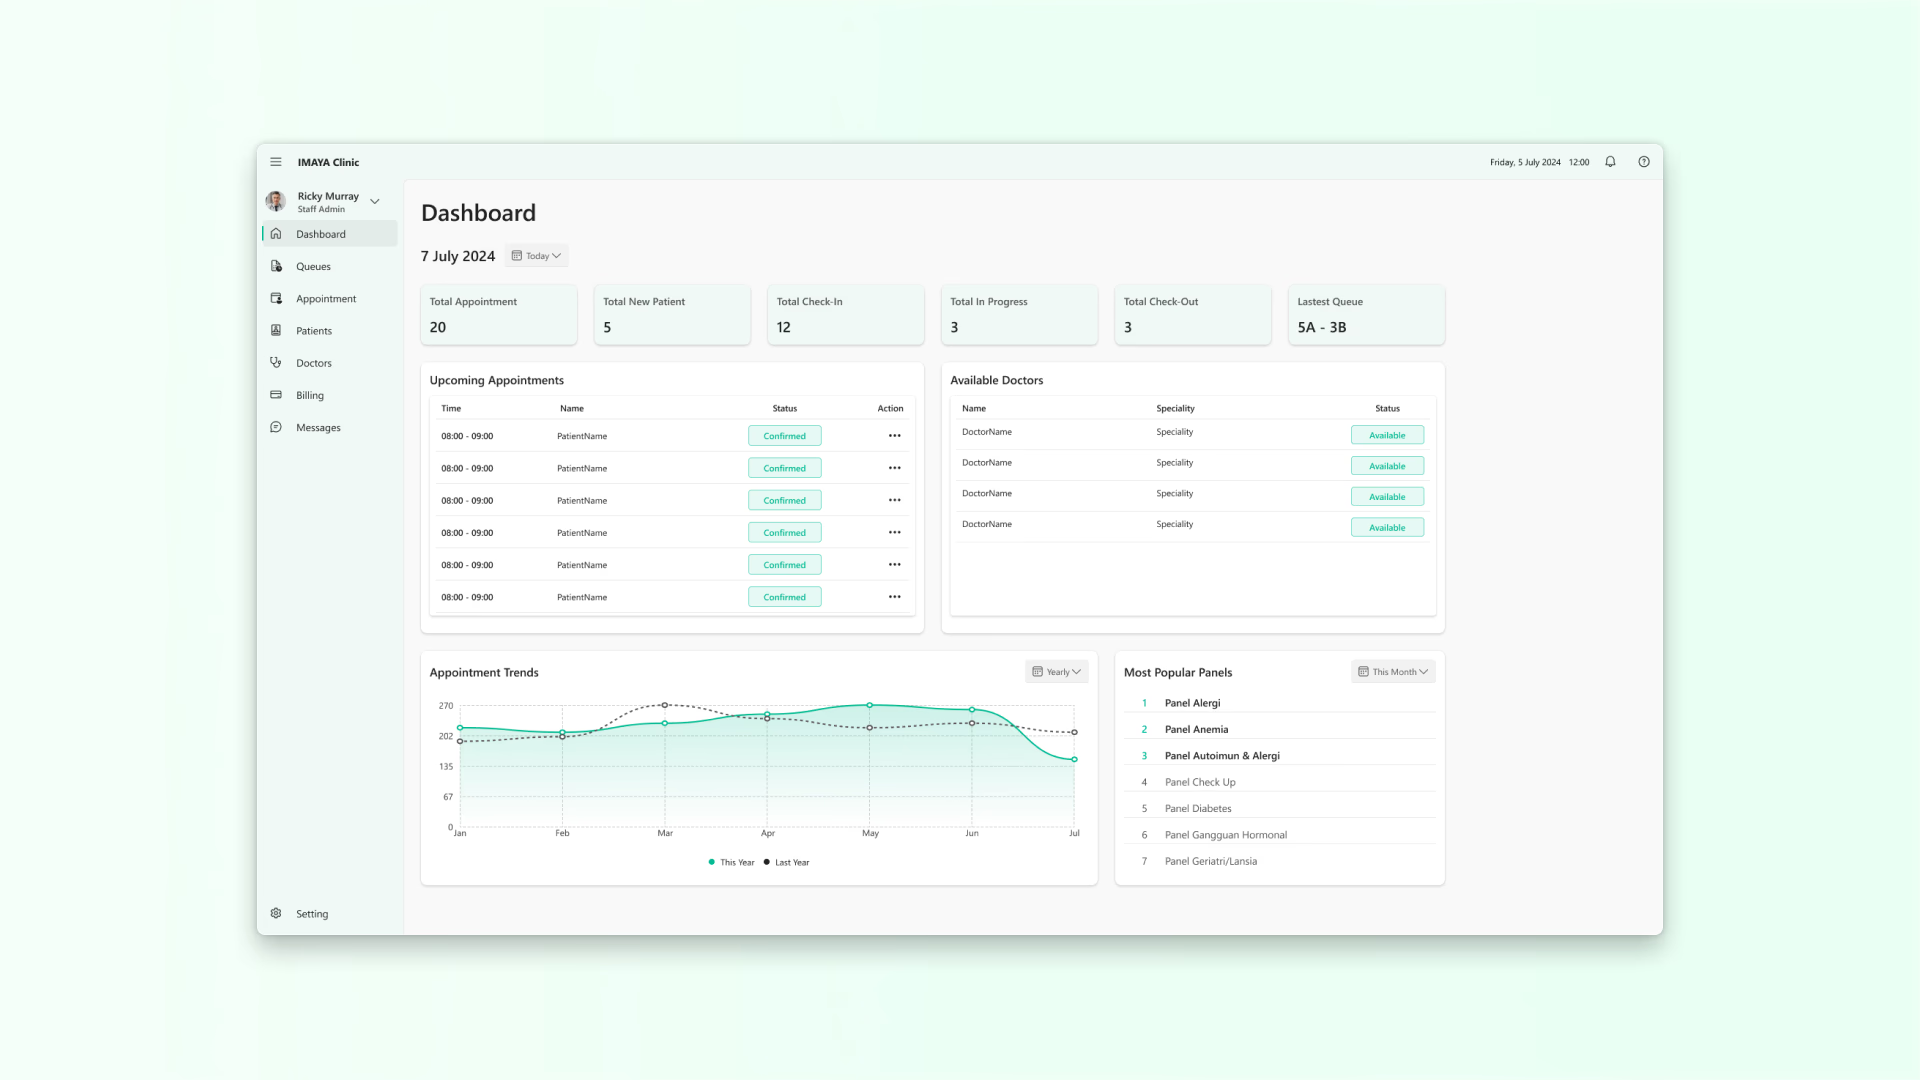 IMAYA Clinic
Friday, 5 July 2024 12:00
Ricky Murray
Staff Admin
Dashboard
Queues
Appointment
Patients
Doctors
Billing
Messages
Setting
Dashboard
7 July 2024 Today
Total Appointment
20
Total New Patient
5
Total Check-In
12
Total In Progress
3
Total Check-Out
3
Lastest Queue
5A - 3B
Upcoming Appointments
Time Name Status Action
08:00 - 09:00 PatientName Confirmed
08:00 - 09:00 PatientName Confirmed
08:00 - 09:00 PatientName Confirmed
08:00 - 09:00 PatientName Confirmed
08:00 - 09:00 PatientName Confirmed
08:00 - 09:00 PatientName Confirmed
Available Doctors
Name Speciality Status
DoctorName Speciality Available
DoctorName Speciality Available
DoctorName Speciality Available
DoctorName Speciality Available
Appointment Trends Yearly
270
202
135
67
0
Jan Feb Mar Apr May Jun Jul
This Year Last Year
Most Popular Panels This Month
1 Panel Alergi
2 Panel Anemia
3 Panel Autoimun & Alergi
4 Panel Check Up
5 Panel Diabetes
6 Panel Gangguan Hormonal
7 Panel Geriatri/Lansia